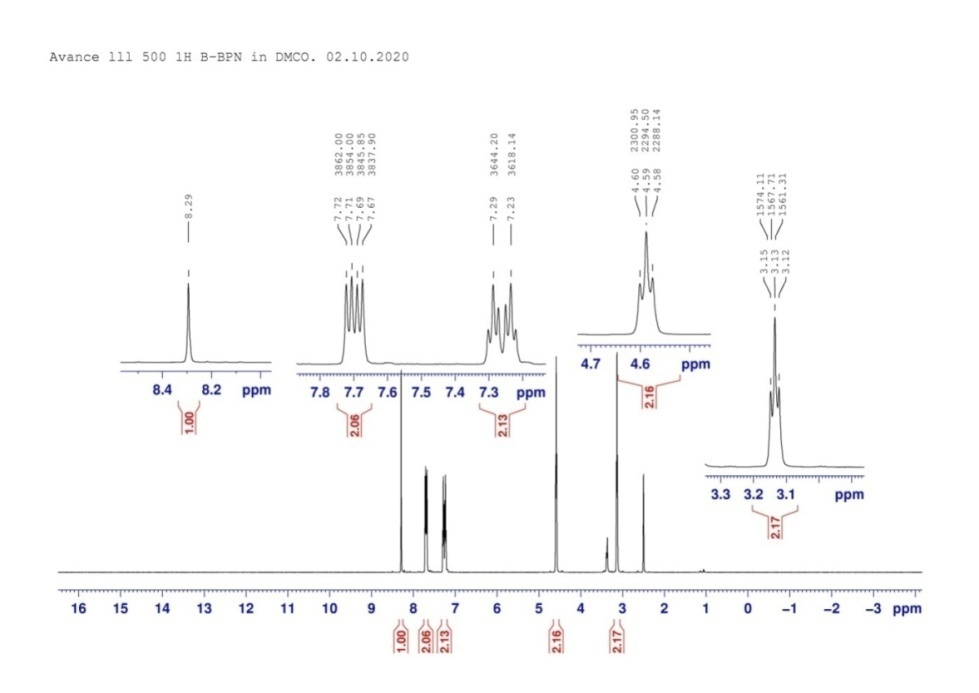 Avance 111 500 1H B-BPN in DMCO. 02.10.2020
8.29
7.72 3862.00
7.71 3854.00
7.69 3845.85
7.67 3837.90
7.29 3644.20
7.23 3618.14
4.60 2300.95
4.59 2294.50
4.58 2288.14
3.15 1574.11
3.13 1567.71
3.12 1561.31
8.4 8.2 ppm
1.00
7.8 7.7 7.6 7.5 7.4 7.3 ppm
2.06 2.13
4.7 4.6 ppm
2.16
3.3 3.2 3.1 ppm
2.17
16 15 14 13 12 11 10 9 8 7 6 5 4 3 2 1 0 −1 −2 −3 ppm
1.00 2.06 2.13 2.16 2.17